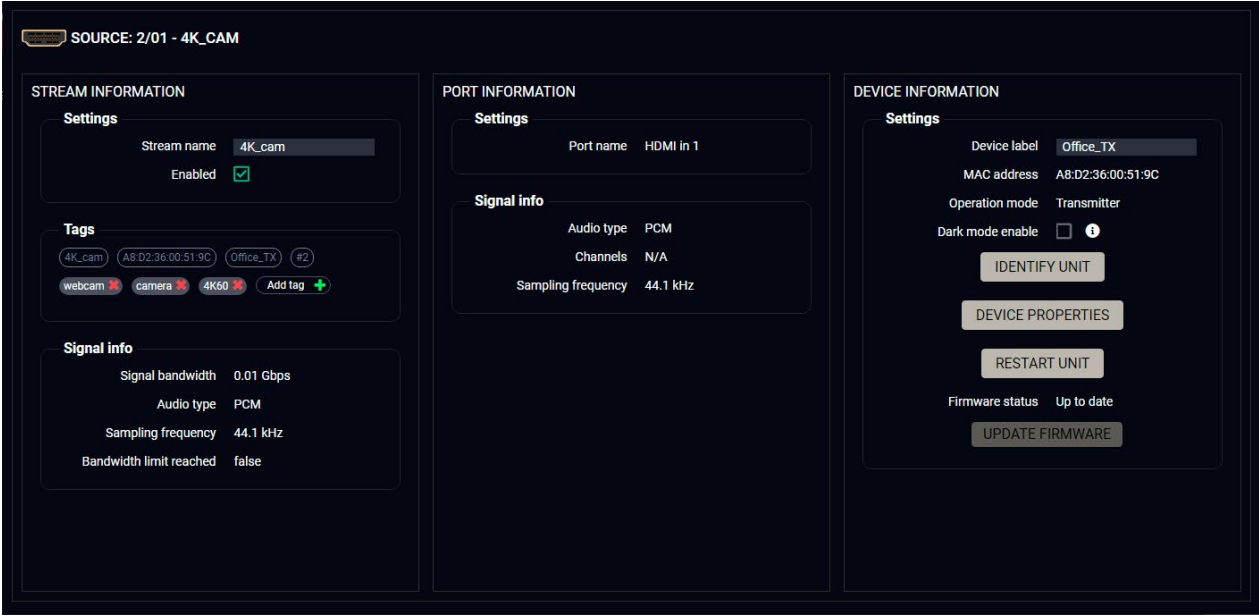 SOURCE: 2/01 - 4K_CAM
STREAM INFORMATION
Settings
Stream name 4K_cam
Enabled
Tags
4K_cam A8:D2:36:00:51:9C Office_TX #2
webcam camera 4K60 Add tag
Signal info
Signal bandwidth 0.01 Gbps
Audio type PCM
Sampling frequency 44.1 kHz
Bandwidth limit reached false
PORT INFORMATION
Settings
Port name HDMI in 1
Signal info
Audio type PCM
Channels N/A
Sampling frequency 44.1 kHz
DEVICE INFORMATION
Settings
Device label Office_TX
MAC address A8:D2:36:00:51:9C
Operation mode Transmitter
Dark mode enable
IDENTIFY UNIT
DEVICE PROPERTIES
RESTART UNIT
Firmware status Up to date
UPDATE FIRMWARE